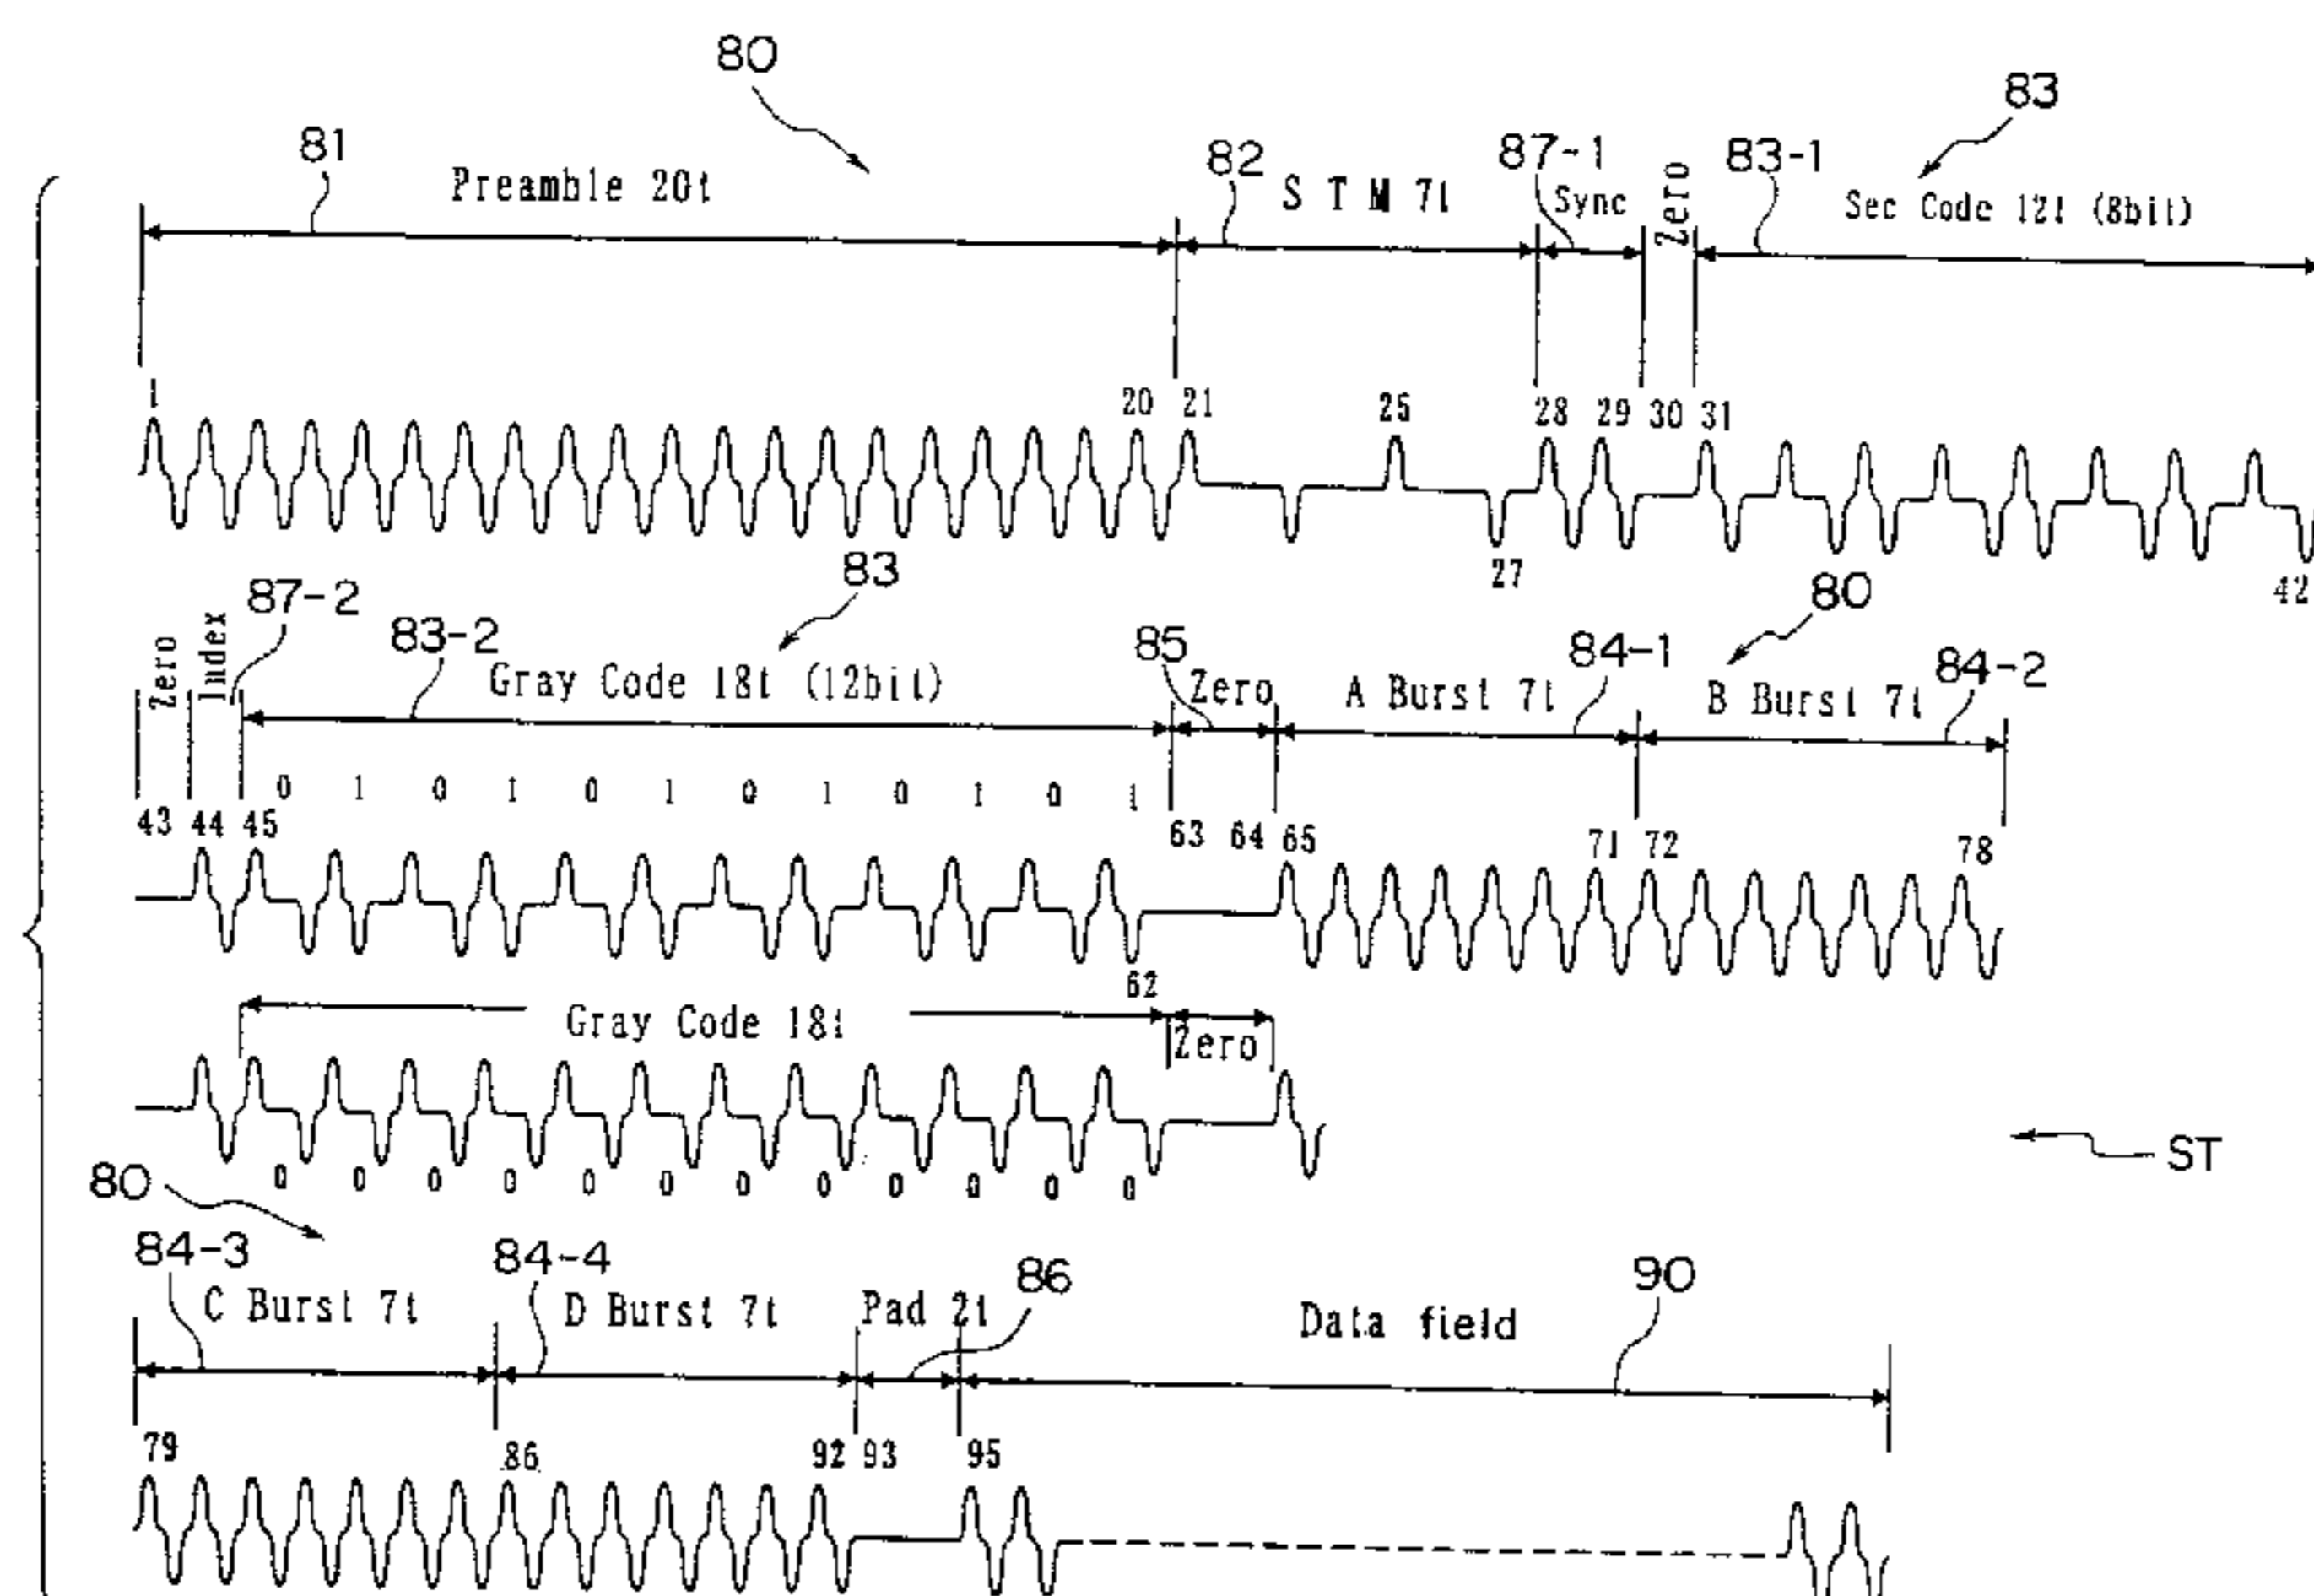 80
81 82 87-1 83-1 83
Preamble 20t S T M 7t Sync Zero Sec Code 12t (8bit)
1 20 21 25 28 29 30 31
27 42
Zero Index 87-2 83-2 83 85 84-1 80 84-2
Gray Code 18t (12bit) Zero A Burst 7t B Burst 7t
0 1 0 1 0 1 0 1 0 1 0 1
43 44 45 63 64 65 71 72 78
62
Gray Code 18t Zero
0 0 0 0 0 0 0 0 0 0 0 0
ST
80
84-3 84-4 86 90
C Burst 7t D Burst 7t Pad 2t Data field
79 86 92 93 95